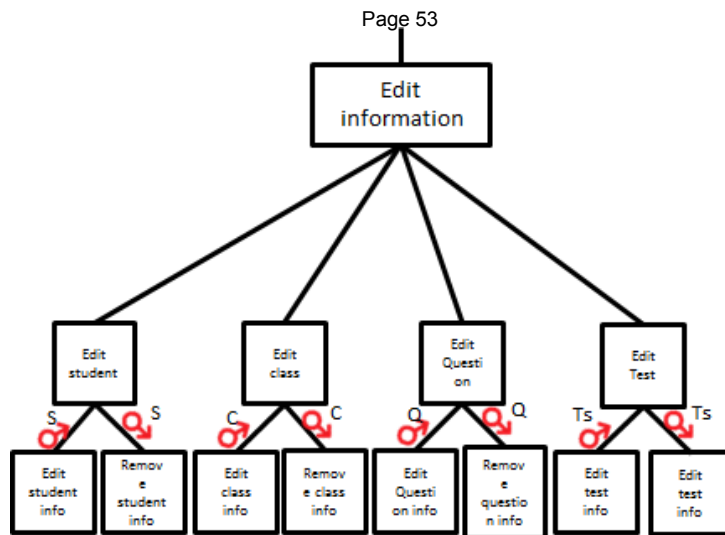 Page 53
Edit
information
Edit
student
Edit
class
Edit
Questi
on
Edit
Test
S
S
C
C
Q
Q
Ts
Ts
Edit
student
info
Remov
e
student
info
Edit
class
info
Remov
e class
info
Edit
Questi
on info
Remov
e
questio
n info
Edit
test
info
Edit
test
info